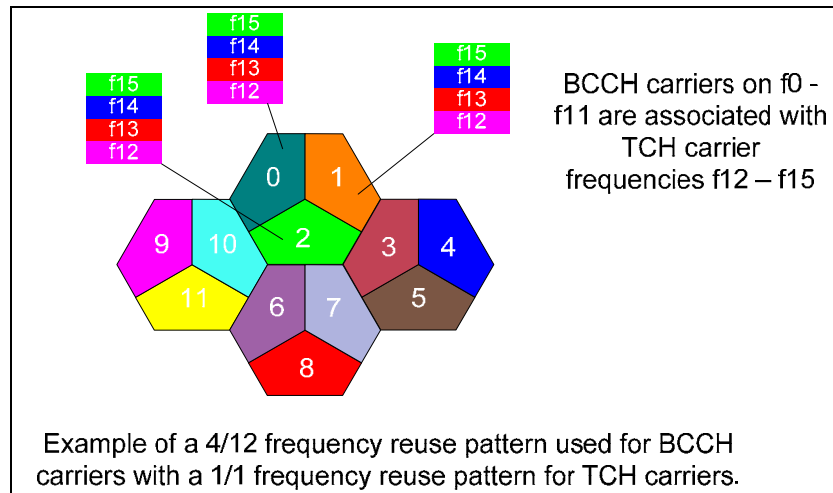 f15
f14
f13
f12
f15
f14
f13
f12
f15
f14
f13
f12
BCCH carriers on f0 -
f11 are associated with
TCH carrier
frequencies f12 – f15
0
1
2
9
10
11
3
4
5
6
7
8
Example of a 4/12 frequency reuse pattern used for BCCH
carriers with a 1/1 frequency reuse pattern for TCH carriers.